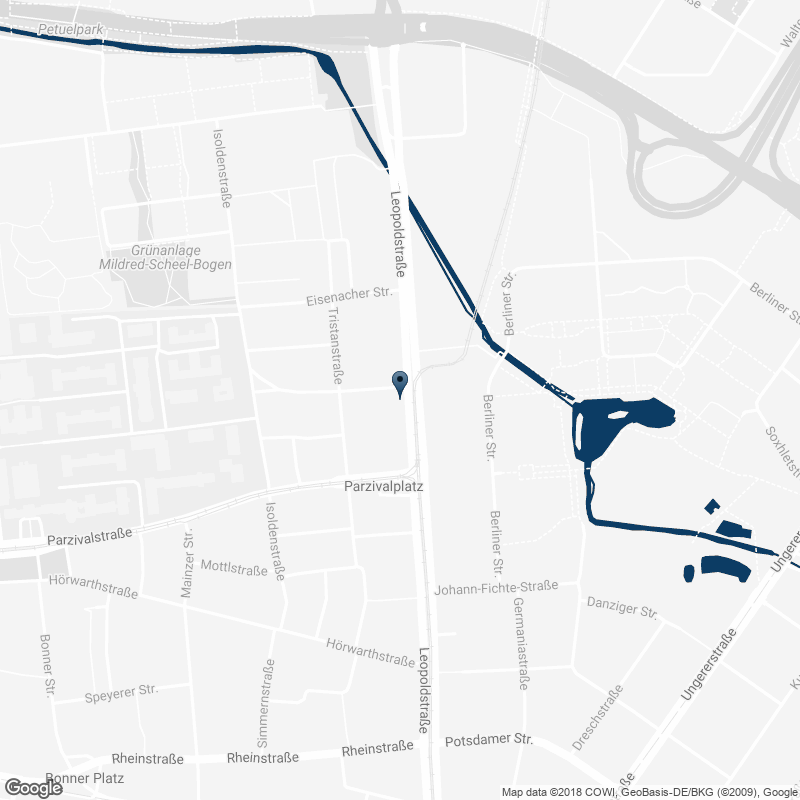 Petuelpark
Walts
Isoldenstraße
Leopoldstraße
Grünanlage
Mildred-Scheel-Bogen
Eisenacher Str.
Berliner Str.
Berliner Str.
Tristanstraße
Berliner Str.
Soxhletstr
Parzivalplatz
Isoldenstraße
Berliner Str.
Parzivalstraße
Mainzer Str.
Mottlstraße
Ungererstraße
Hörwarthstraße
Johann-Fichte-Straße
Danziger Str.
Germaniastraße
Bonner Str.
Hörwarthstraße
Leopoldstraße
Ungererstraße
Simmernstraße
Speyerer Str.
Dreschstraße
Rheinstraße
Rheinstraße
Rheinstraße
Potsdamer Str.
Bonner Platz
Google
Map data ©2018 COWI, GeoBasis-DE/BKG (©2009), Google